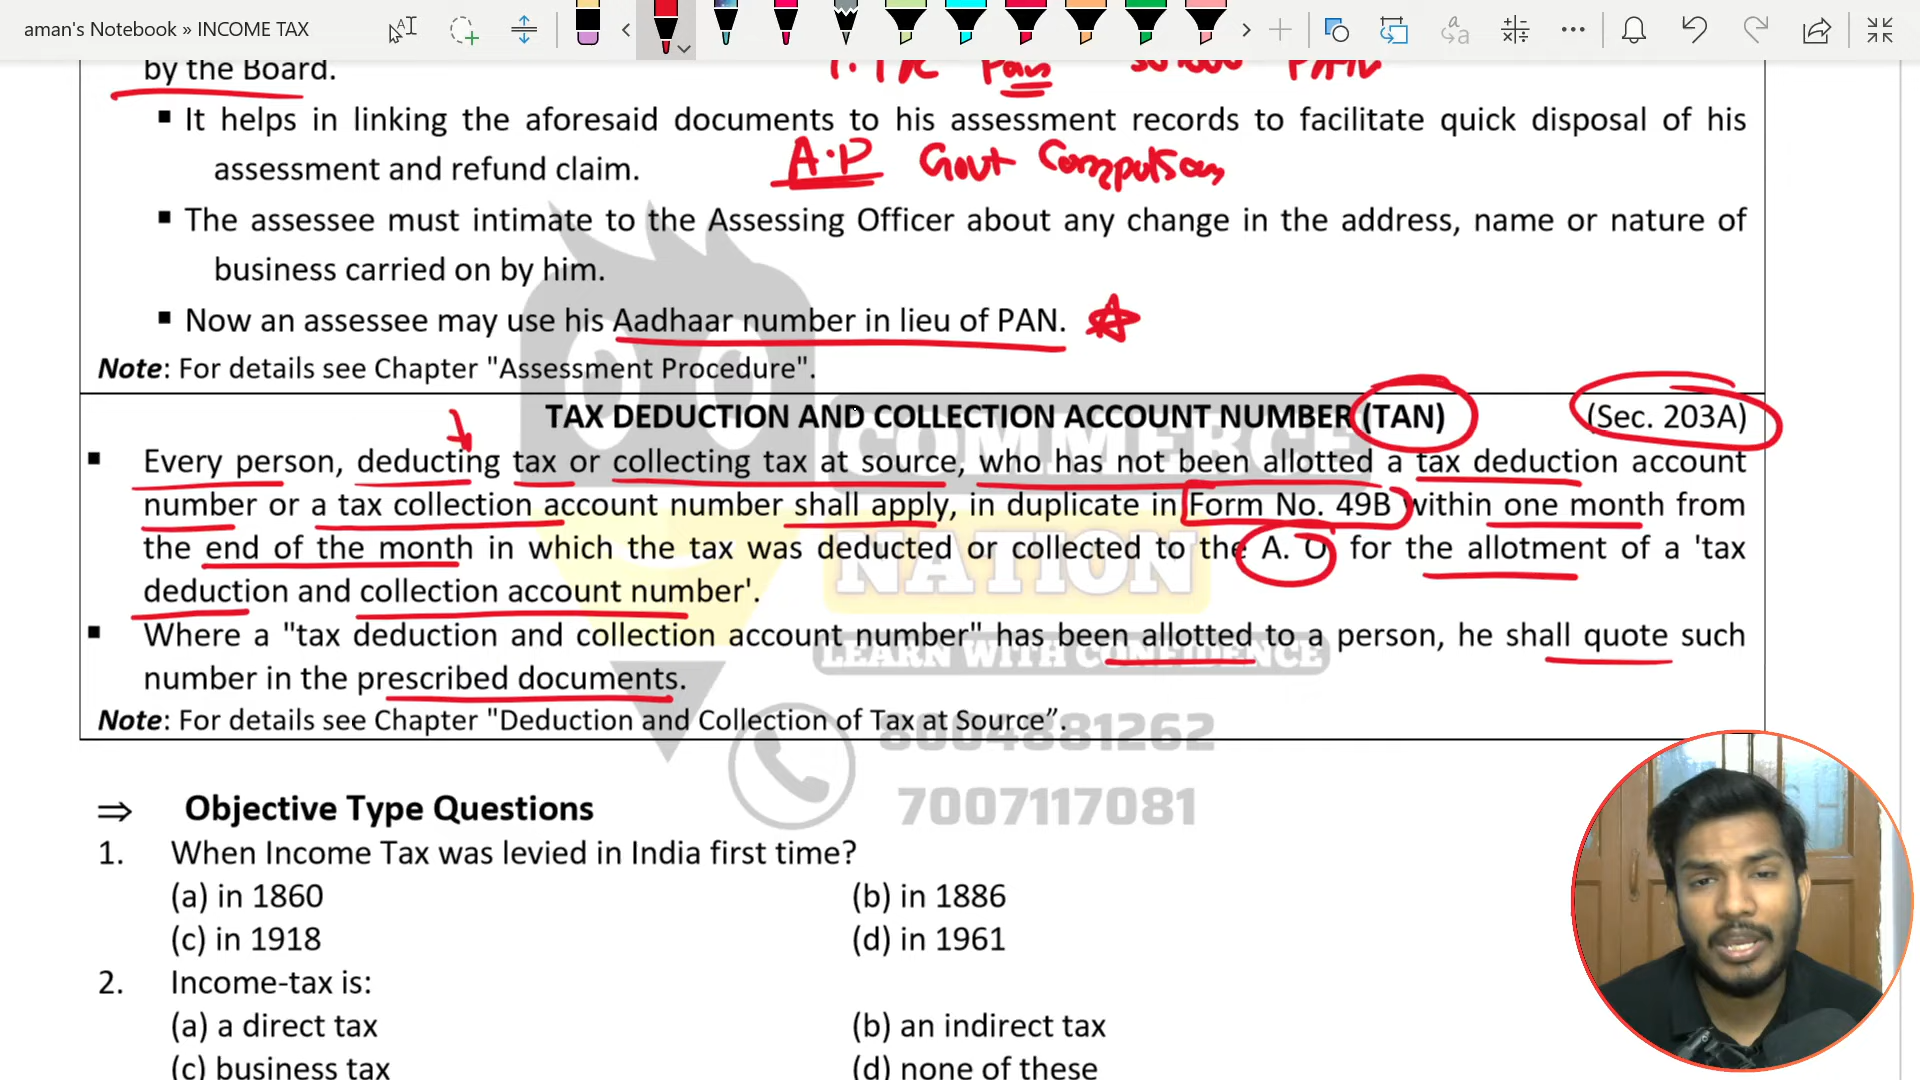 aman's Notebook » INCOME TAX
by the Board.
Pan
▪ It helps in linking the aforesaid documents to his assessment records to facilitate quick disposal of his
assessment and refund claim.
A.P Govt
▪ The assessee must intimate to the Assessing Officer about any change in the address, name or nature of
business carried on by him.
▪ Now an assessee may use his Aadhaar number in lieu of PAN.
Note: For details see Chapter "Assessment Procedure".
TAX DEDUCTION AND COLLECTION ACCOUNT NUMBER (TAN) (Sec. 203A)
▪ Every person, deducting tax or collecting tax at source, who has not been allotted a tax deduction account
number or a tax collection account number shall apply, in duplicate in Form No. 49B within one month from
the end of the month in which the tax was deducted or collected to the A. O for the allotment of a 'tax
deduction and collection account number'.
▪ Where a "tax deduction and collection account number" has been allotted to a person, he shall quote such
number in the prescribed documents.
Note: For details see Chapter "Deduction and Collection of Tax at Source”.
COMMERCE
NATION
LEARN WITH CONFIDENCE
8004881262
7007117081
⇒ Objective Type Questions
1. When Income Tax was levied in India first time?
(a) in 1860 (b) in 1886
(c) in 1918 (d) in 1961
2. Income-tax is:
(a) a direct tax (b) an indirect tax
(c) business tax (d) none of these